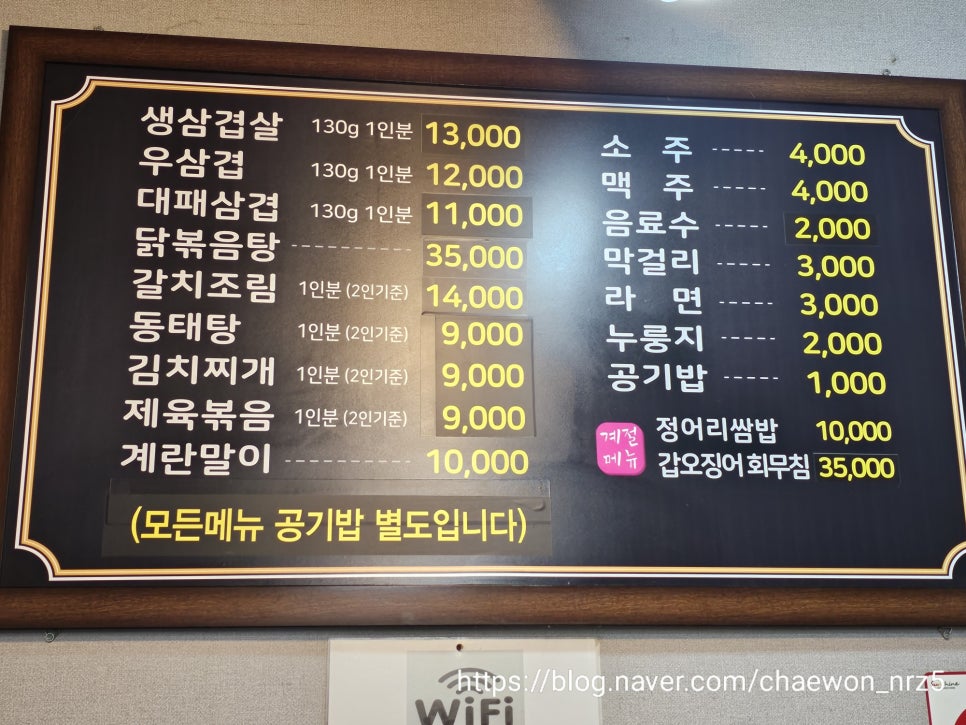 생삼겹살 130g 1인분 13,000
우삼겹 130g 1인분 12,000
대패삼겹 130g 1인분 11,000
닭볶음탕 ---------- 35,000
갈치조림 1인분 (2인기준) 14,000
동태탕 1인분 (2인기준) 9,000
김치찌개 1인분 (2인기준) 9,000
제육볶음 1인분 (2인기준) 9,000
계란말이 ---------- 10,000
(모든메뉴 공기밥 별도입니다)
소 주 ----- 4,000
맥 주 ----- 4,000
음료수 ----- 2,000
막걸리 ----- 3,000
라 면 ----- 3,000
누룽지 ----- 2,000
공기밥 ----- 1,000
계절
메뉴
정어리쌈밥 10,000
갑오징어 회무침 35,000
WiFi
https://blog.naver.com/chaewon_nrz5